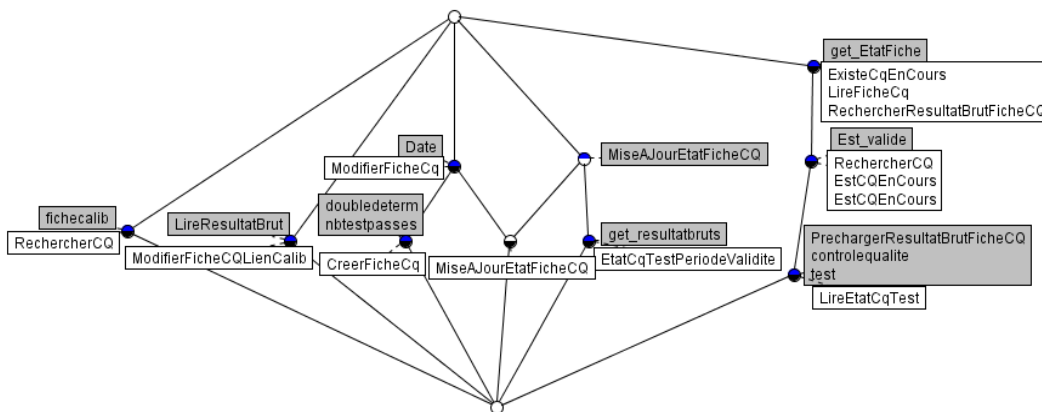 get_EtatFiche
ExisteCqEnCours
LireFicheCq
RechercherResultatBrutFicheCQ
Date
ModifierFicheCq
MiseAJourEtatFicheCQ
Est_valide
RechercherCQ
EstCQEnCours
EstCQEnCours
fichecalib
RechercherCQ
LireResultatBrut
ModifierFicheCQLienCalib
doubledeterm
nbtestpasses
CreerFicheCq
MiseAJourEtatFicheCQ
get_resultatbruts
EtatCqTestPeriodeValidite
PrechargerResultatBrutFicheCQ
controlequalite
test
LireEtatCqTest